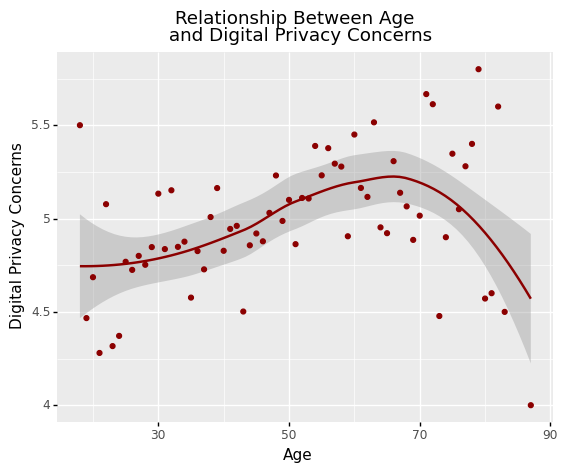 Relationship Between Age
and Digital Privacy Concerns
Digital Privacy Concerns
5.5
5
4.5
4
30
50
70
90
Age